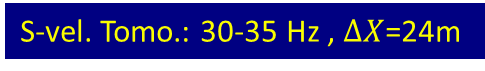 S-vel. Tomo.: 30-35 Hz , Δ𝑋=24m